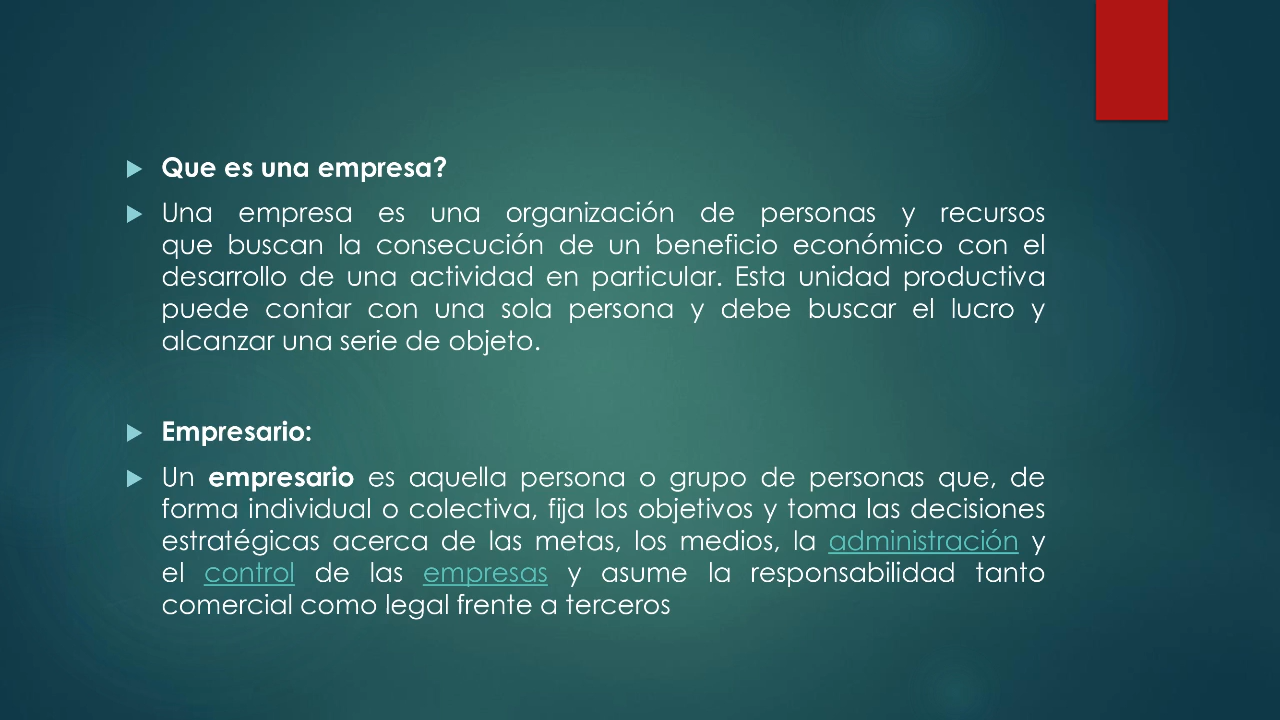 Que es una empresa?
Una empresa es una organización de personas y recursos
que buscan la consecución de un beneficio económico con el
desarrollo de una actividad en particular. Esta unidad productiva
puede contar con una sola persona y debe buscar el lucro y
alcanzar una serie de objeto.
Empresario:
Un empresario es aquella persona o grupo de personas que, de
forma individual o colectiva, fija los objetivos y toma las decisiones
estratégicas acerca de las metas, los medios, la administración y
el control de las empresas y asume la responsabilidad tanto
comercial como legal frente a terceros